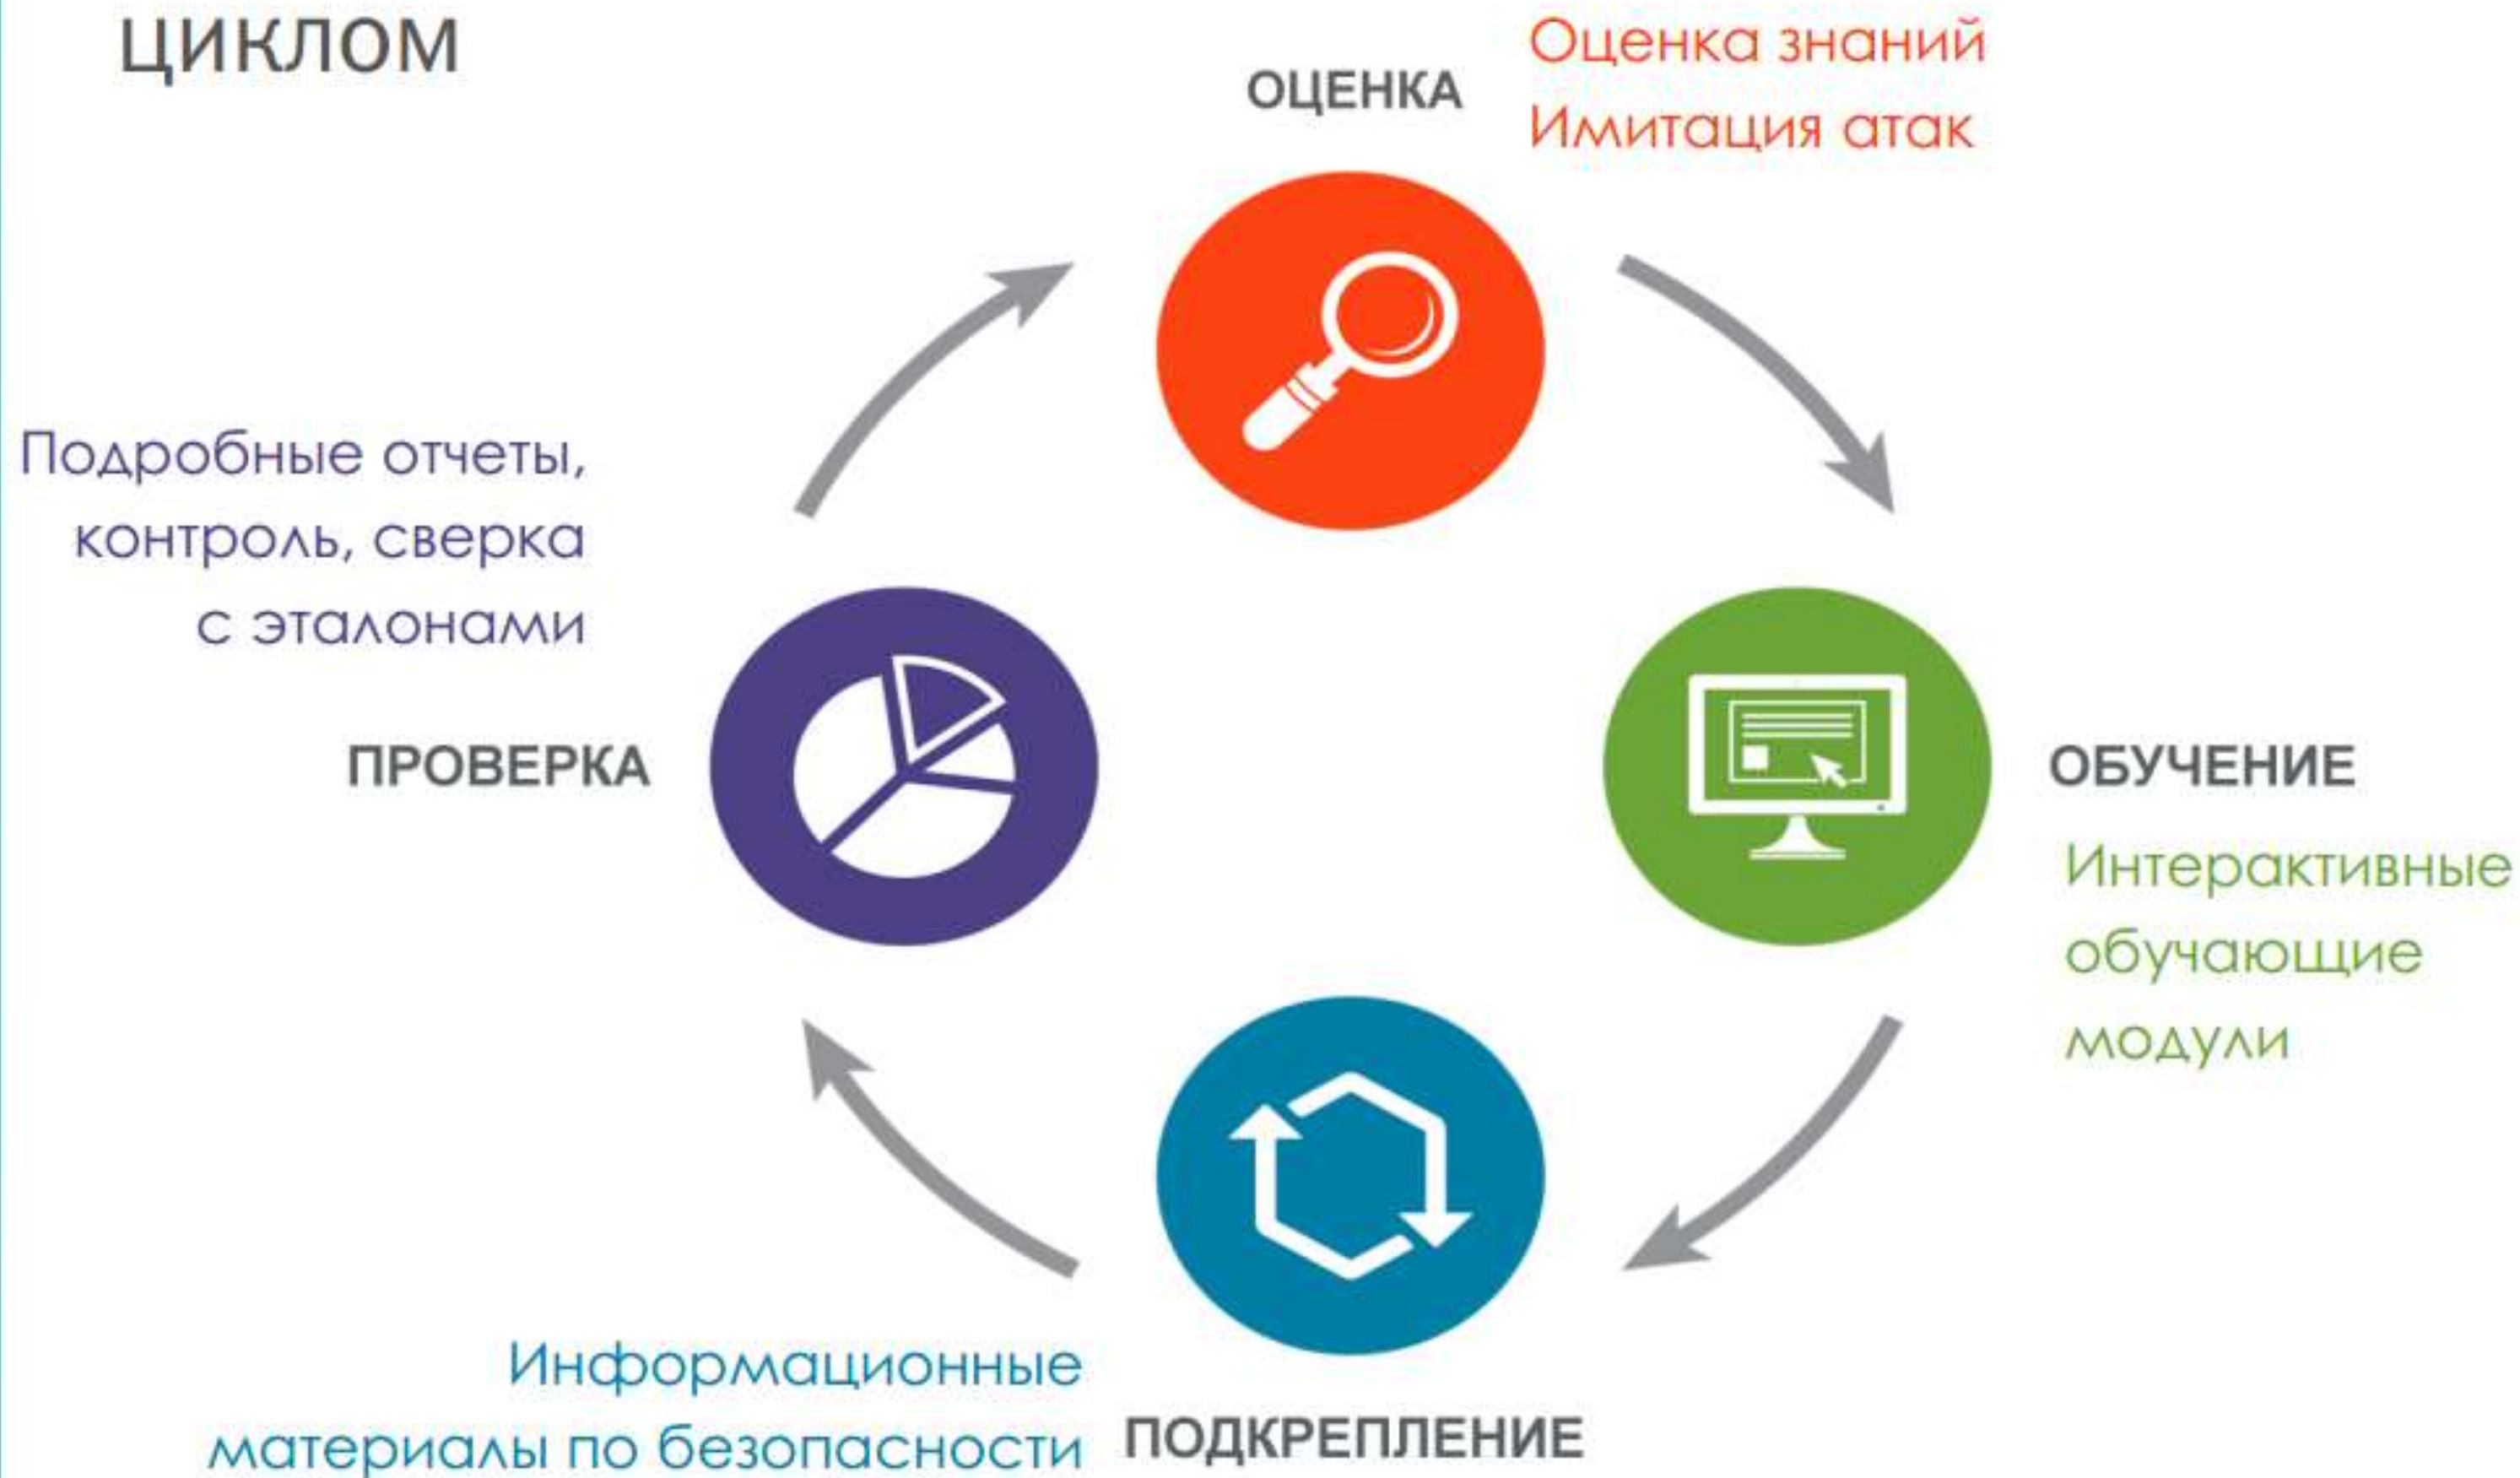 ЦИКЛОМ
ОЦЕНКА
Оценка знаний
Имитация атак
Подробные отчеты,
контроль, сверка
с эталонами
ПРОВЕРКА
ОБУЧЕНИЕ
Интерактивные
обучающие
модули
Информационные
материалы по безопасности
ПОДКРЕПЛЕНИЕ